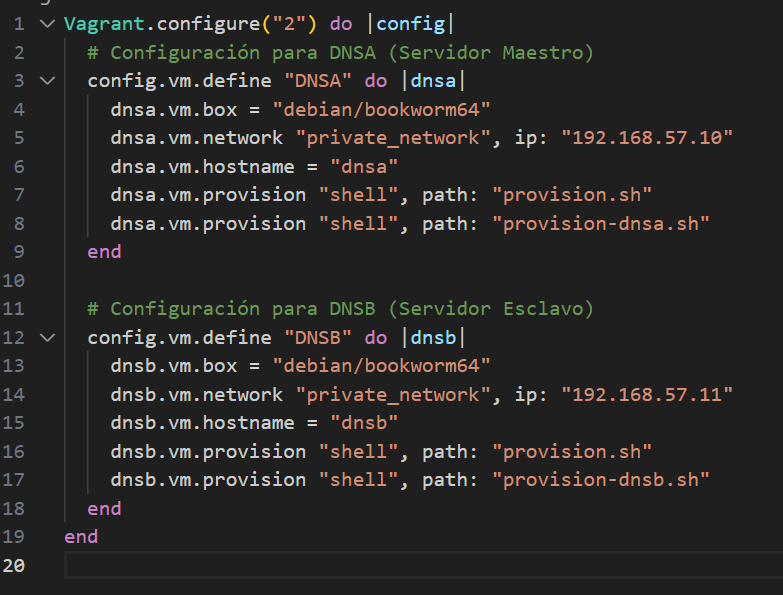 1 Vagrant.configure("2") do |config|
2 # Configuración para DNSA (Servidor Maestro)
3 config.vm.define "DNSA" do |dnsa|
4 dnsa.vm.box = "debian/bookworm64"
5 dnsa.vm.network "private_network", ip: "192.168.57.10"
6 dnsa.vm.hostname = "dnsa"
7 dnsa.vm.provision "shell", path: "provision.sh"
8 dnsa.vm.provision "shell", path: "provision-dnsa.sh"
9 end
10
11 # Configuración para DNSB (Servidor Esclavo)
12 config.vm.define "DNSB" do |dnsb|
13 dnsb.vm.box = "debian/bookworm64"
14 dnsb.vm.network "private_network", ip: "192.168.57.11"
15 dnsb.vm.hostname = "dnsb"
16 dnsb.vm.provision "shell", path: "provision.sh"
17 dnsb.vm.provision "shell", path: "provision-dnsb.sh"
18 end
19 end
20